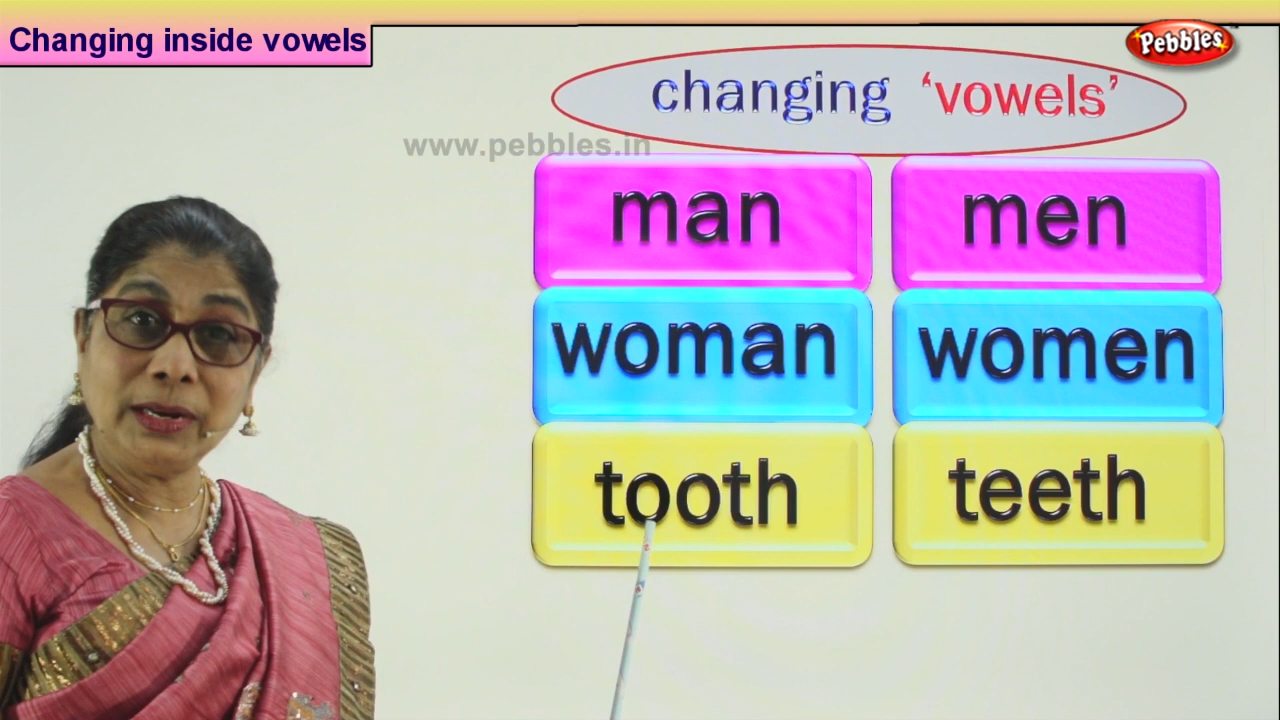 Changing inside vowels
Pebbles
changing 'vowels'
www.pebbles.in
man men
woman women
tooth teeth